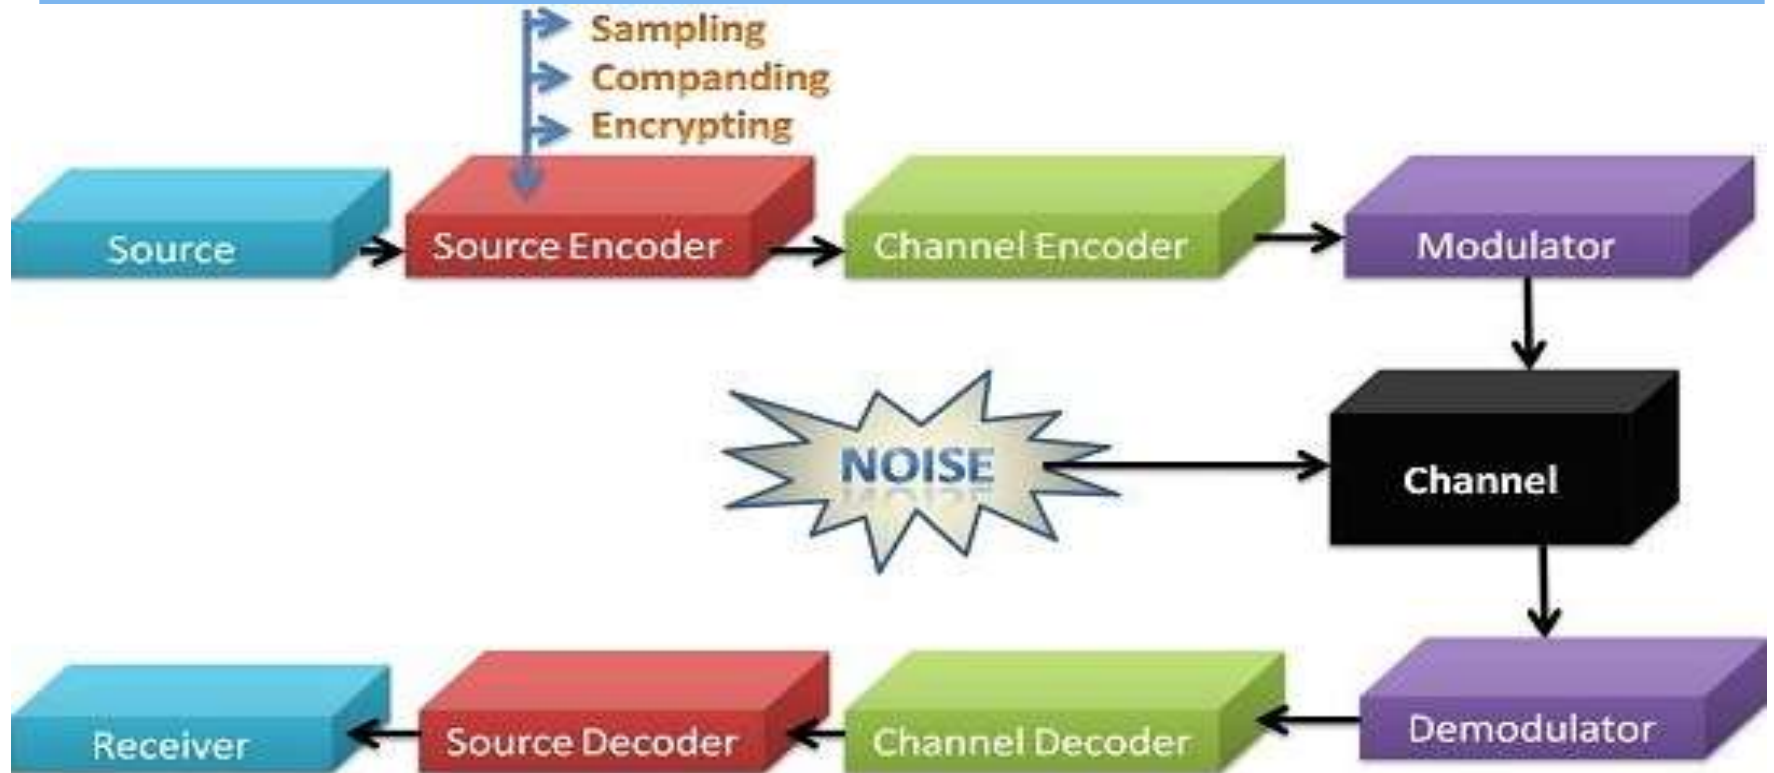 Sampling
Companding
Encrypting
Source
Source Encoder
Channel Encoder
Modulator
NOISE
Channel
Receiver
Source Decoder
Channel Decoder
Demodulator